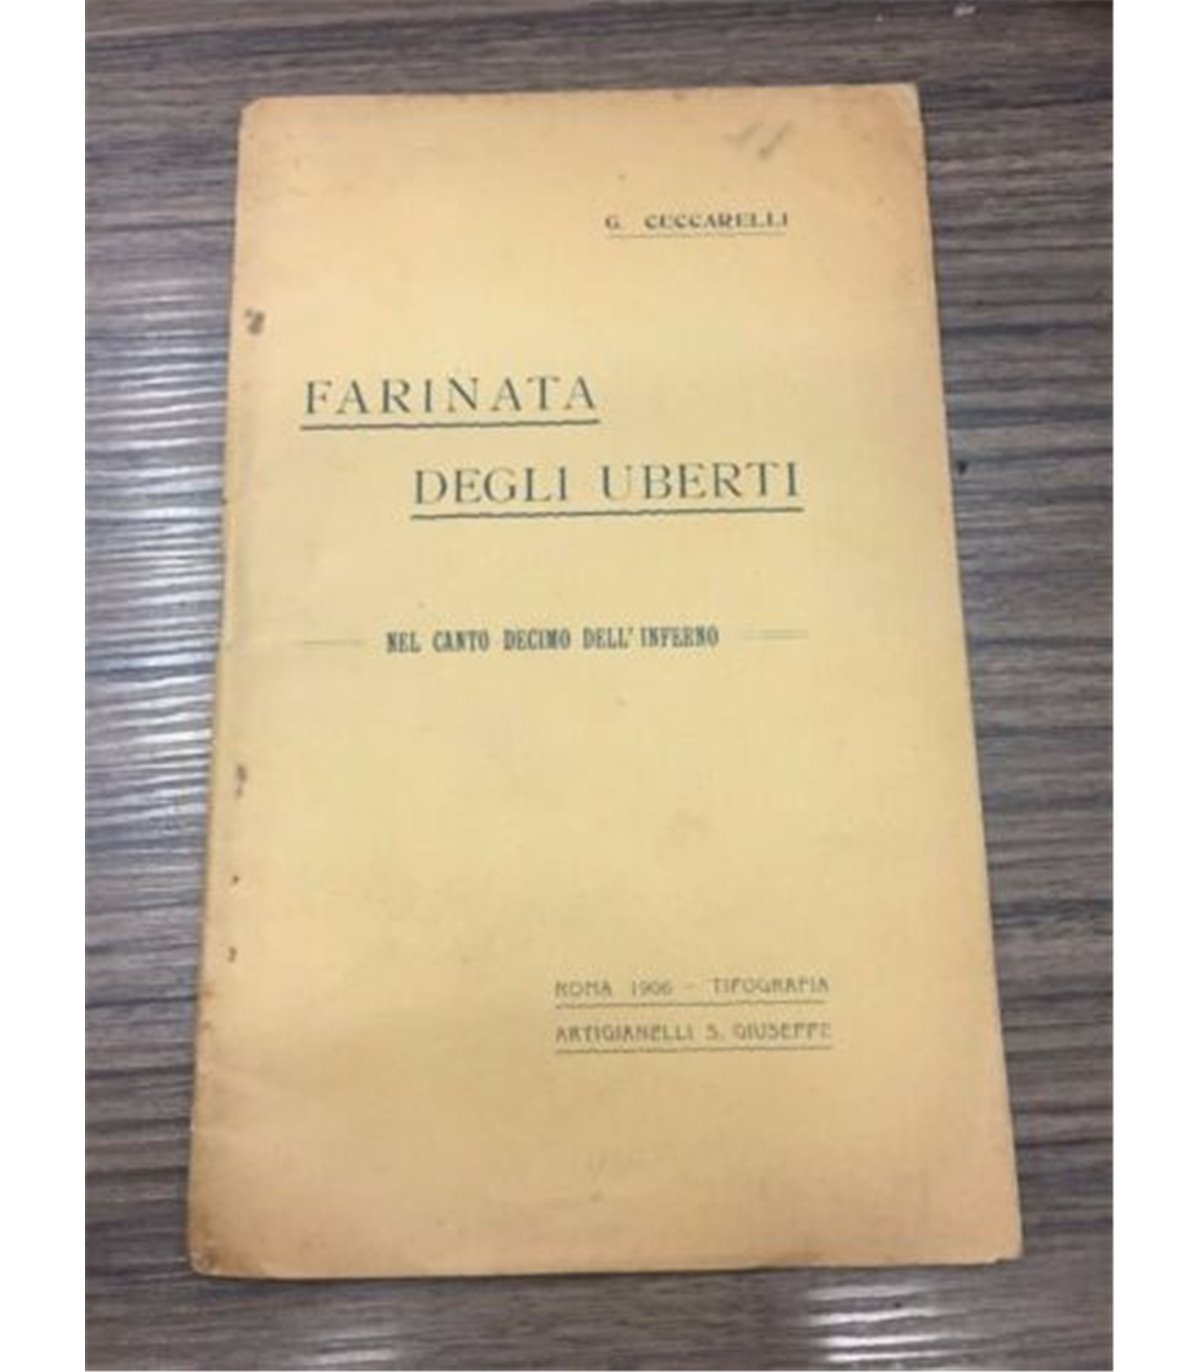 G. CUCCARELLI
FARINATA
DEGLI UBERTI
NEL CANTO DECIMO DELL' INFERNO
ROMA 1906 - TIPOGRAFIA
ARTIGIANELLI S. GIUSEPPE